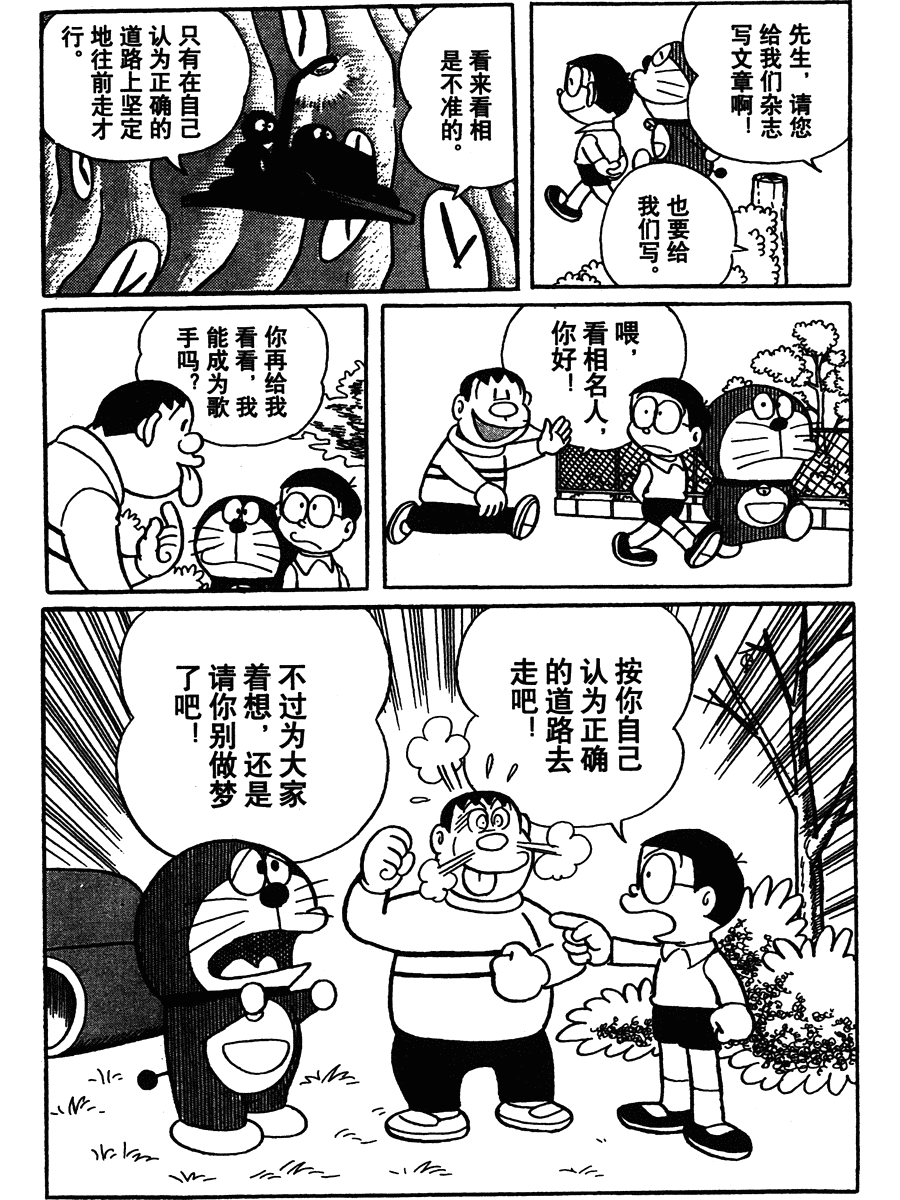 先生，请您
给我们杂志
写文章啊！
也要给
我们写。
看来看相
是不准的。
只有在自己
认为正确的
道路上坚定
地往前走才
行。
喂，
看相名人，
你好！
你再给我
看看，我
能成为歌
手吗？
按你自己
认为正确
的道路去
走吧！
不过为大家
着想，还是
请你别做梦
了吧！